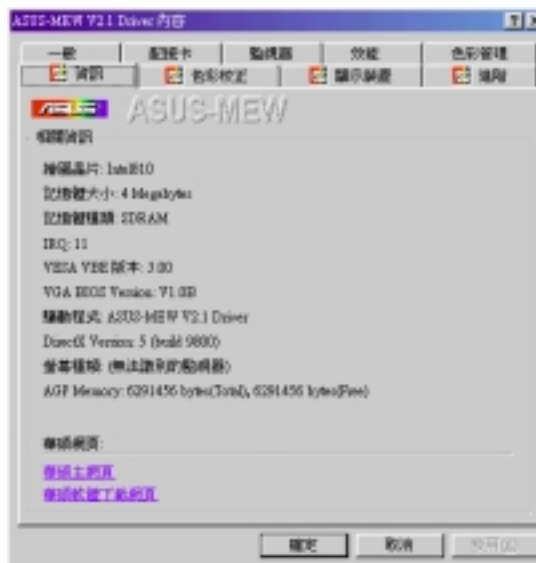 ASUS-MEW V2.1 Driver 內容
一般 配接卡 監視器 效能 色彩管理
資訊 色彩校正 顯示裝置 進階
ASUS-MEW
相關資訊
繪圖晶片: Intel810
記憶體大小: 4 Megabytes
記憶體種類: SDRAM
IRQ: 11
VESA VBE 版本: 3.00
VGA BIOS Version: V1.0B
驅動程式: ASUS-MEW V2.1 Driver
DirectX Version: 5 (build 9800)
螢幕種類: (無法識別的監視器)
AGP Memory: 6291456 bytes(Total), 6291456 bytes(Free)
華碩網頁:
華碩主網頁
華碩軟體下載網頁
確定 取消 套用(A)